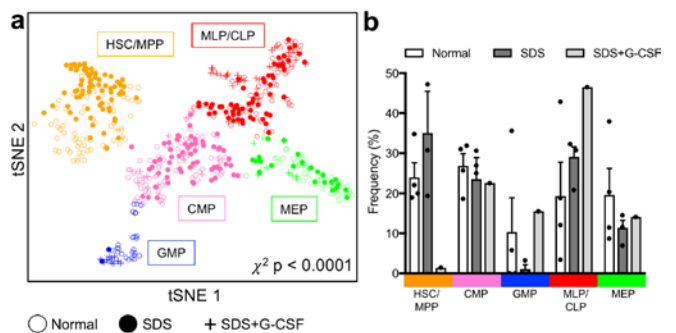 a
HSC/MPP
MLP/CLP
CMP
MEP
GMP
χ² p < 0.0001
tSNE 2
tSNE 1
Normal SDS SDS+G-CSF
b
Normal SDS SDS+G-CSF
Frequency (%)
50
40
30
20
10
0
HSC/ CMP GMP MLP/ MEP
MPP CLP